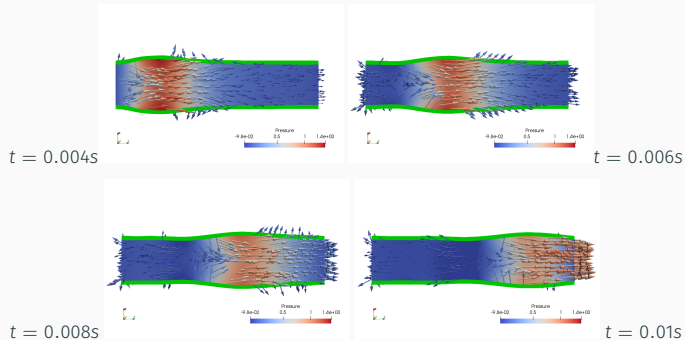 Pressure
-9.8e-02 0.5 1 1.4e+00
Pressure
-9.8e-02 0.5 1 1.4e+00
t = 0.004s
t = 0.006s
Pressure
-9.8e-02 0.5 1 1.4e+00
Pressure
-9.8e-02 0.5 1 1.4e+00
t = 0.008s
t = 0.01s